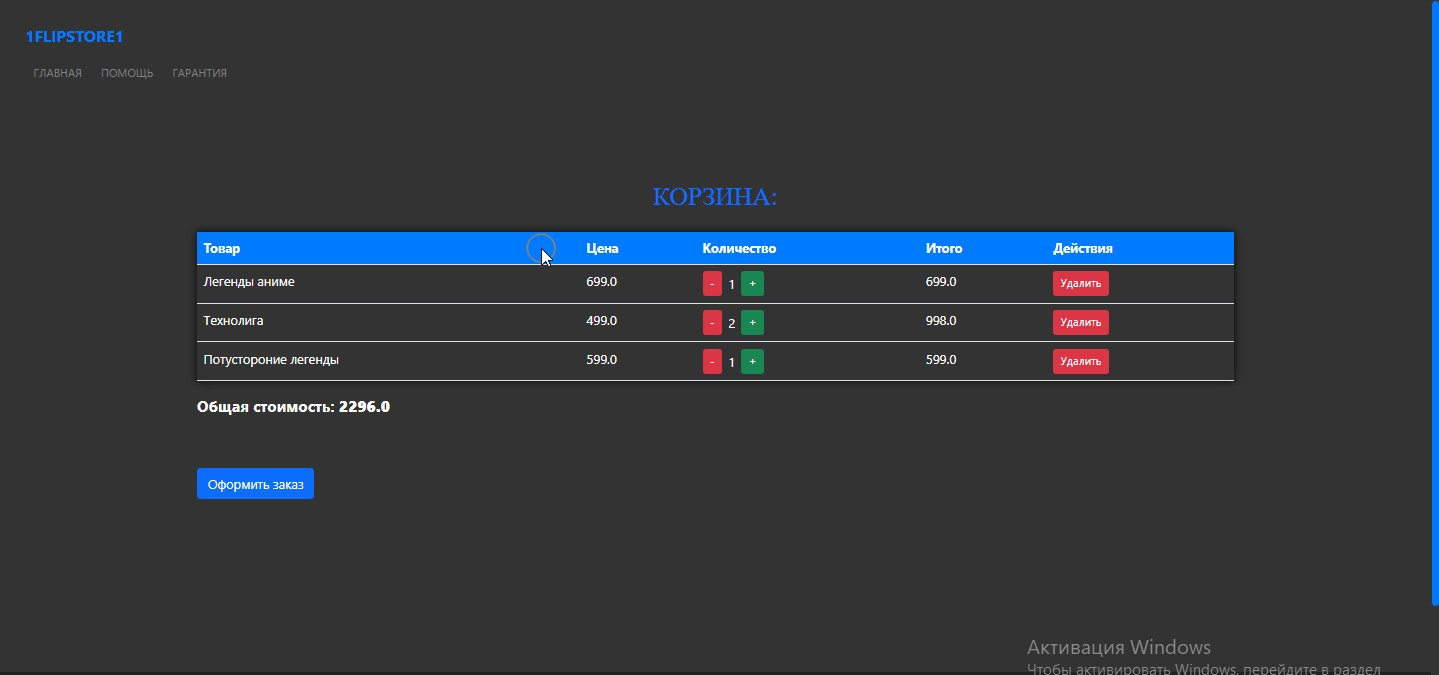 1FLIPSTORE1
ГЛАВНАЯ ПОМОЩЬ ГАРАНТИЯ
КОРЗИНА:
Товар Цена Количество Итого Действия
Легенды аниме 699.0 - 1 + 699.0 Удалить
Технолига 499.0 - 2 + 998.0 Удалить
Потустороние легенды 599.0 - 1 + 599.0 Удалить
Общая стоимость: 2296.0
Оформить заказ
Активация Windows
Чтобы активировать Windows, перейдите в раздел